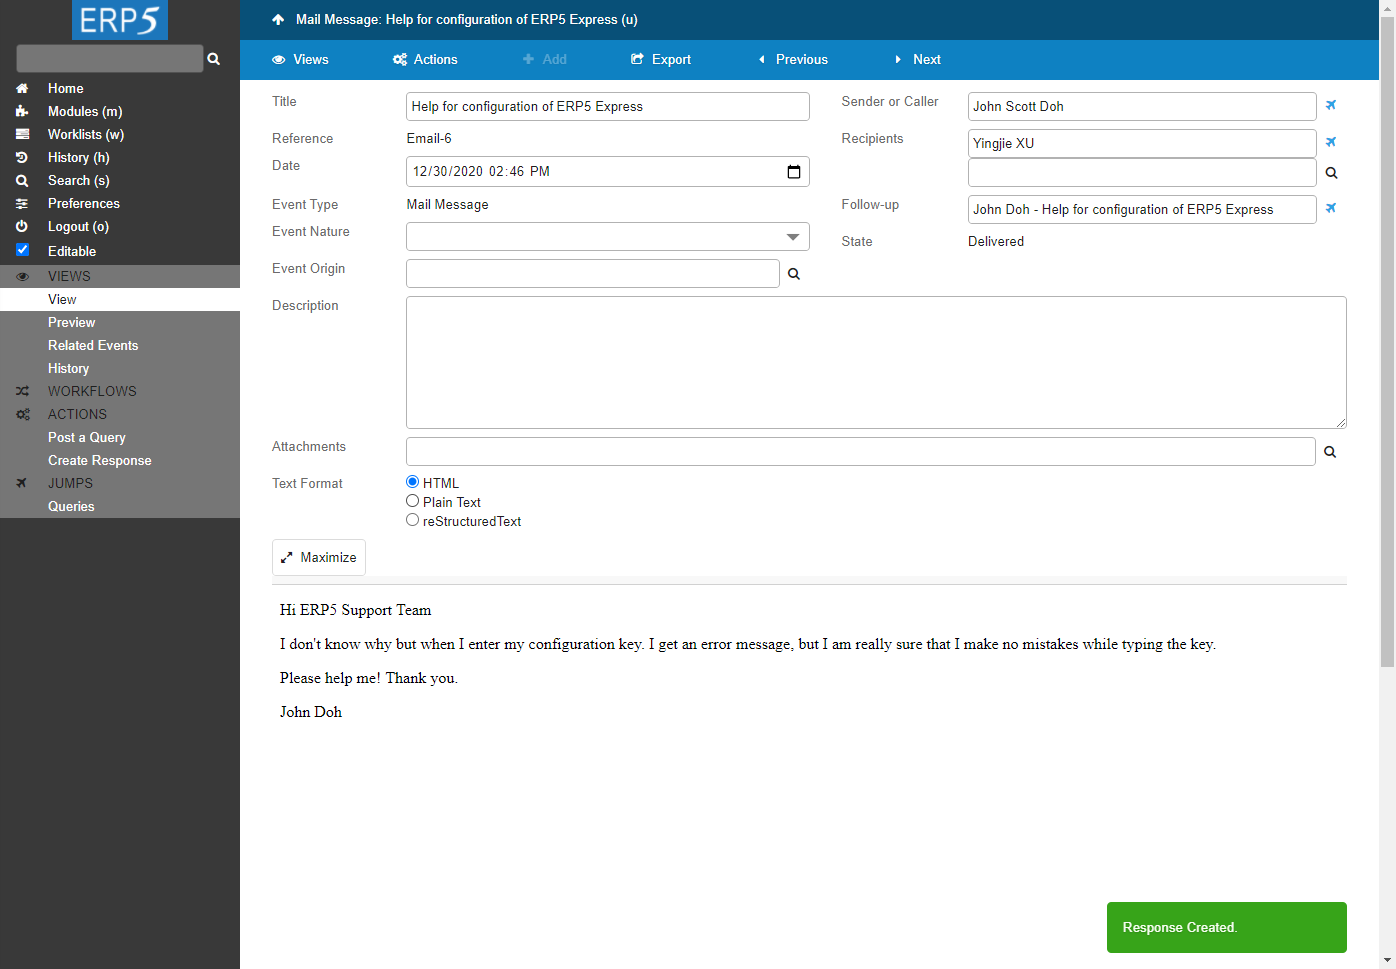 ERP5
Home
Modules (m)
Worklists (w)
History (h)
Search (s)
Preferences
Logout (o)
Editable
VIEWS
View
Preview
Related Events
History
WORKFLOWS
ACTIONS
Post a Query
Create Response
JUMPS
Queries
Mail Message: Help for configuration of ERP5 Express (u)
Views Actions Add Export Previous Next
Title Help for configuration of ERP5 Express
Reference Email-6
Date 12/30/2020 02:46 PM
Event Type Mail Message
Event Nature
Event Origin
Sender or Caller John Scott Doh
Recipients Yingjie XU
Follow-up John Doh - Help for configuration of ERP5 Express
State Delivered
Description
Attachments
Text Format HTML
Plain Text
reStructuredText
Maximize
Hi ERP5 Support Team
I don't know why but when I enter my configuration key. I get an error message, but I am really sure that I make no mistakes while typing the key.
Please help me! Thank you.
John Doh
Response Created.